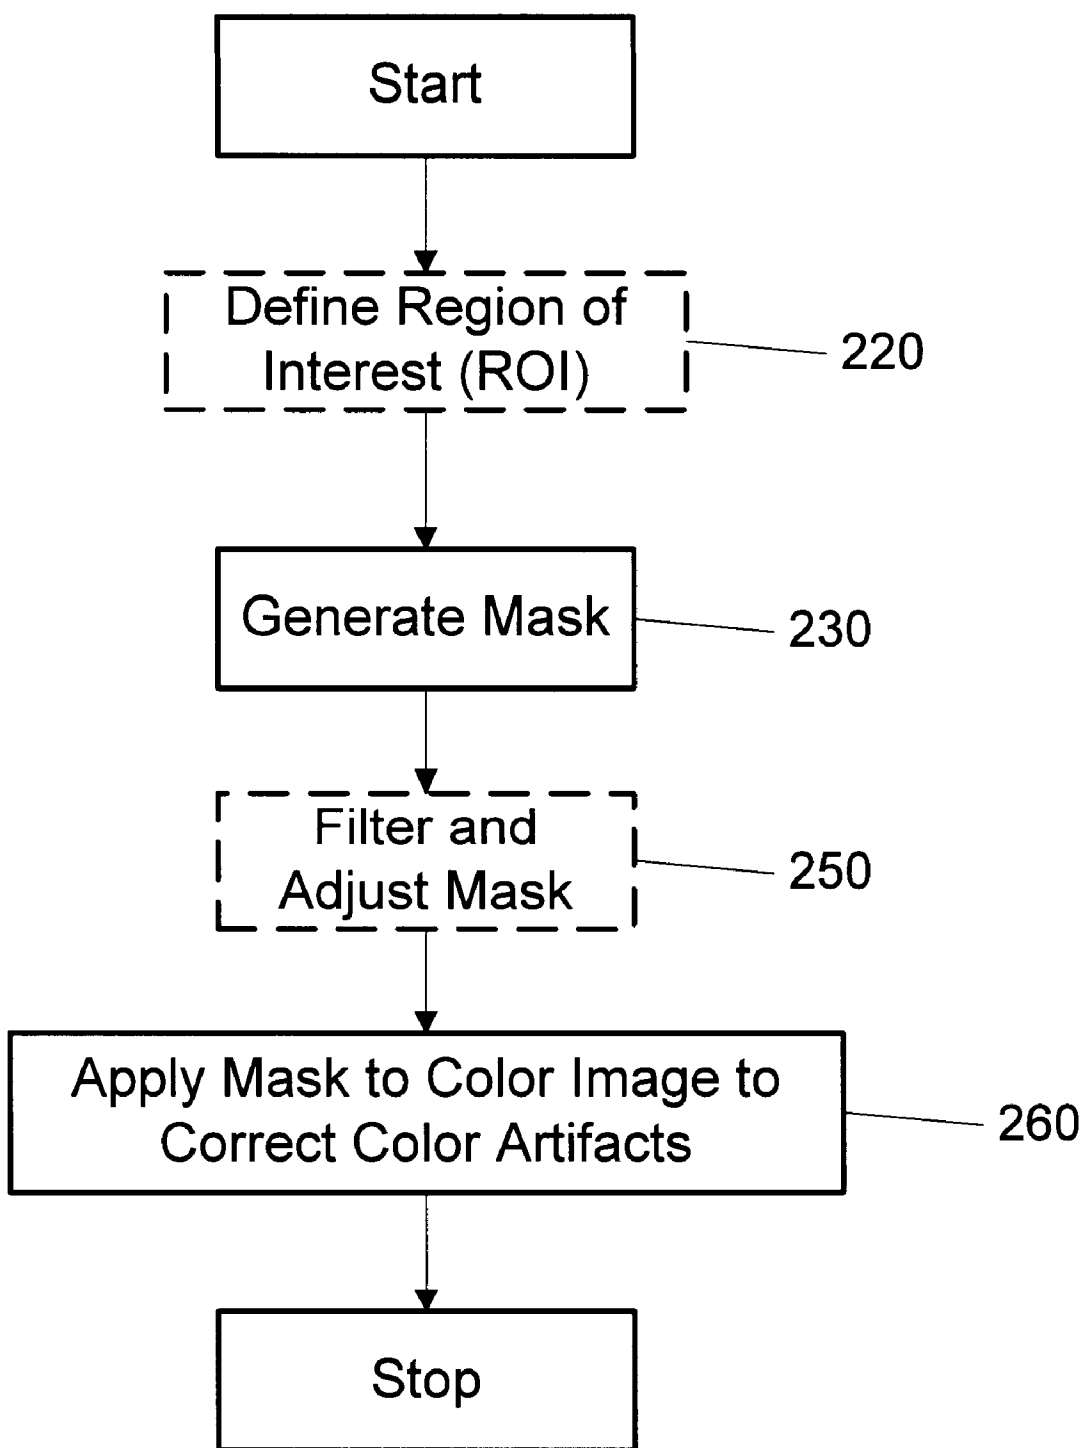 Start
Define Region of
Interest (ROI)
220
Generate Mask
230
Filter and
Adjust Mask
250
Apply Mask to Color Image to
Correct Color Artifacts
260
Stop